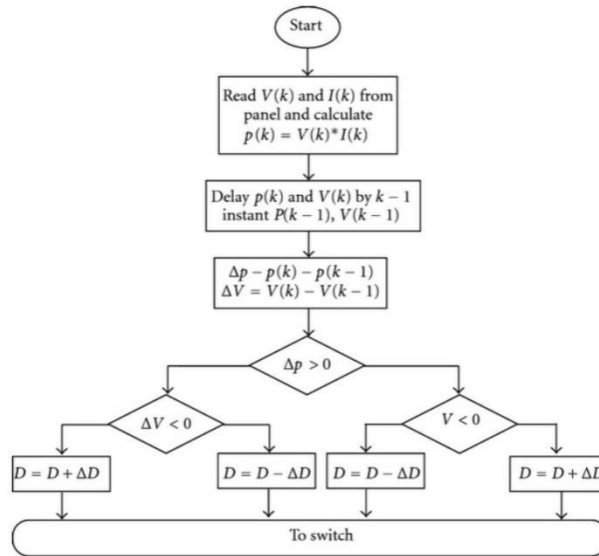 Start
Read V(k) and I(k) from
panel and calculate
p(k) = V(k)*I(k)
Delay p(k) and V(k) by k − 1
instant P(k − 1), V(k − 1)
Δp − p(k) − p(k − 1)
ΔV = V(k) − V(k − 1)
Δp > 0
ΔV < 0
V < 0
D = D + ΔD
D = D − ΔD
D = D − ΔD
D = D + ΔD
To switch